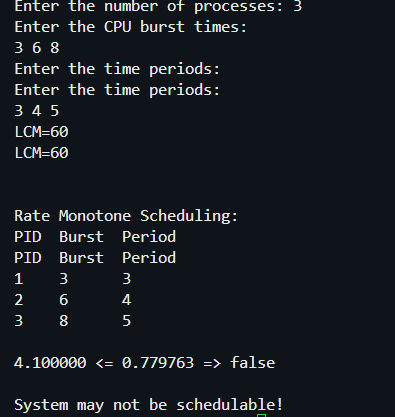 Enter the number of processes: 3
Enter the CPU burst times:
3 6 8
Enter the time periods:
Enter the time periods:
3 4 5
LCM=60
LCM=60
Rate Monotone Scheduling:
PID  Burst  Period
PID  Burst  Period
1    3      3
2    6      4
3    8      5
4.100000 <= 0.779763 => false
System may not be schedulable!